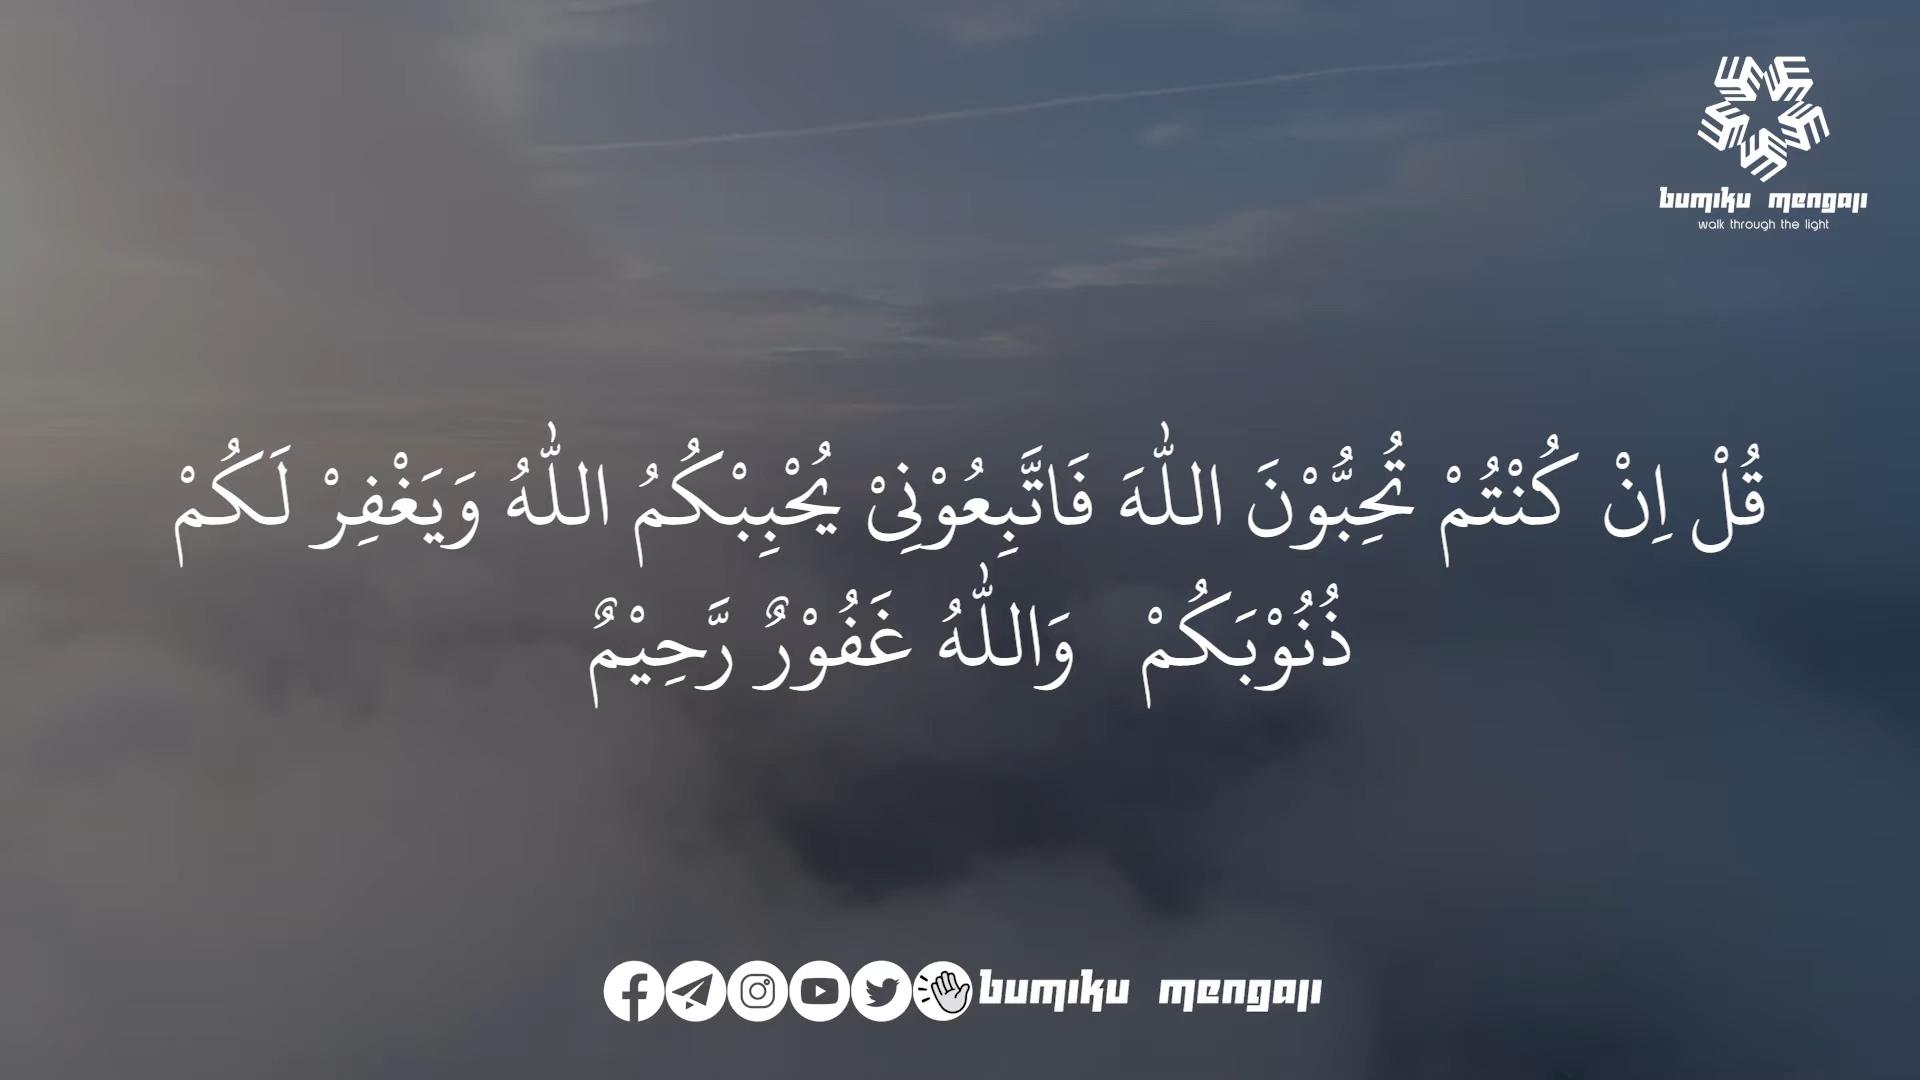 bumiku mengaji
walk through the light
قُلْ اِنْ كُنْتُمْ تُحِبُّوْنَ اللّٰهَ فَاتَّبِعُوْنِيْ يُحْبِبْكُمُ اللّٰهُ وَيَغْفِرْ لَكُمْ
ذُنُوْبَكُمْ وَاللّٰهُ غَفُوْرٌ رَّحِيْمٌ
bumiku mengaji